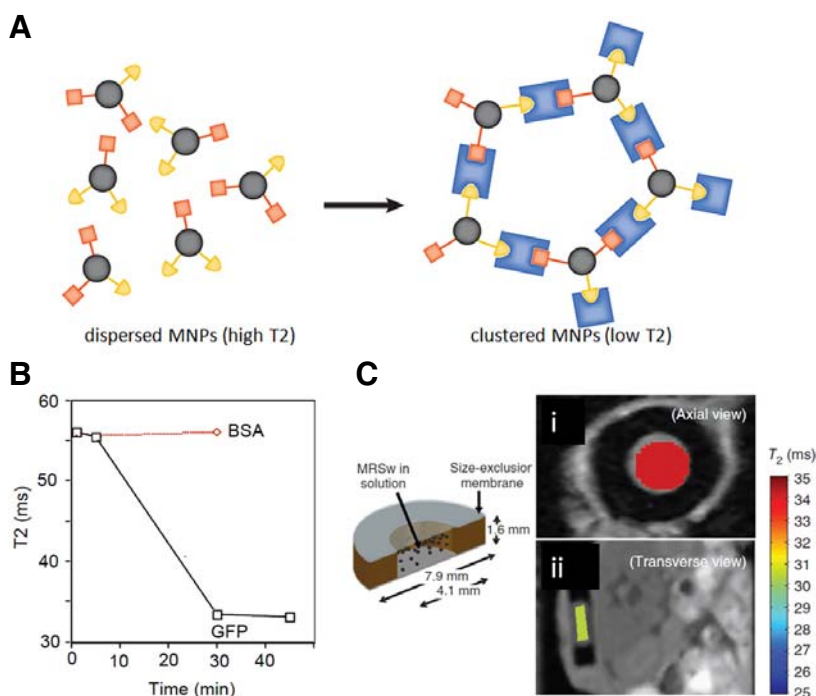 A
dispersed MNPs (high T2)
clustered MNPs (low T2)
B
60
50
40
30
T2 (ms)
BSA
GFP
0
10
20
30
40
Time (min)
C
MRSw in
solution
Size-exclusior
membrane
1.6 mm
7.9 mm
4.1 mm
i
(Axial view)
ii
(Transverse view)
T2 (ms)
35
34
33
32
31
30
29
28
27
26
25